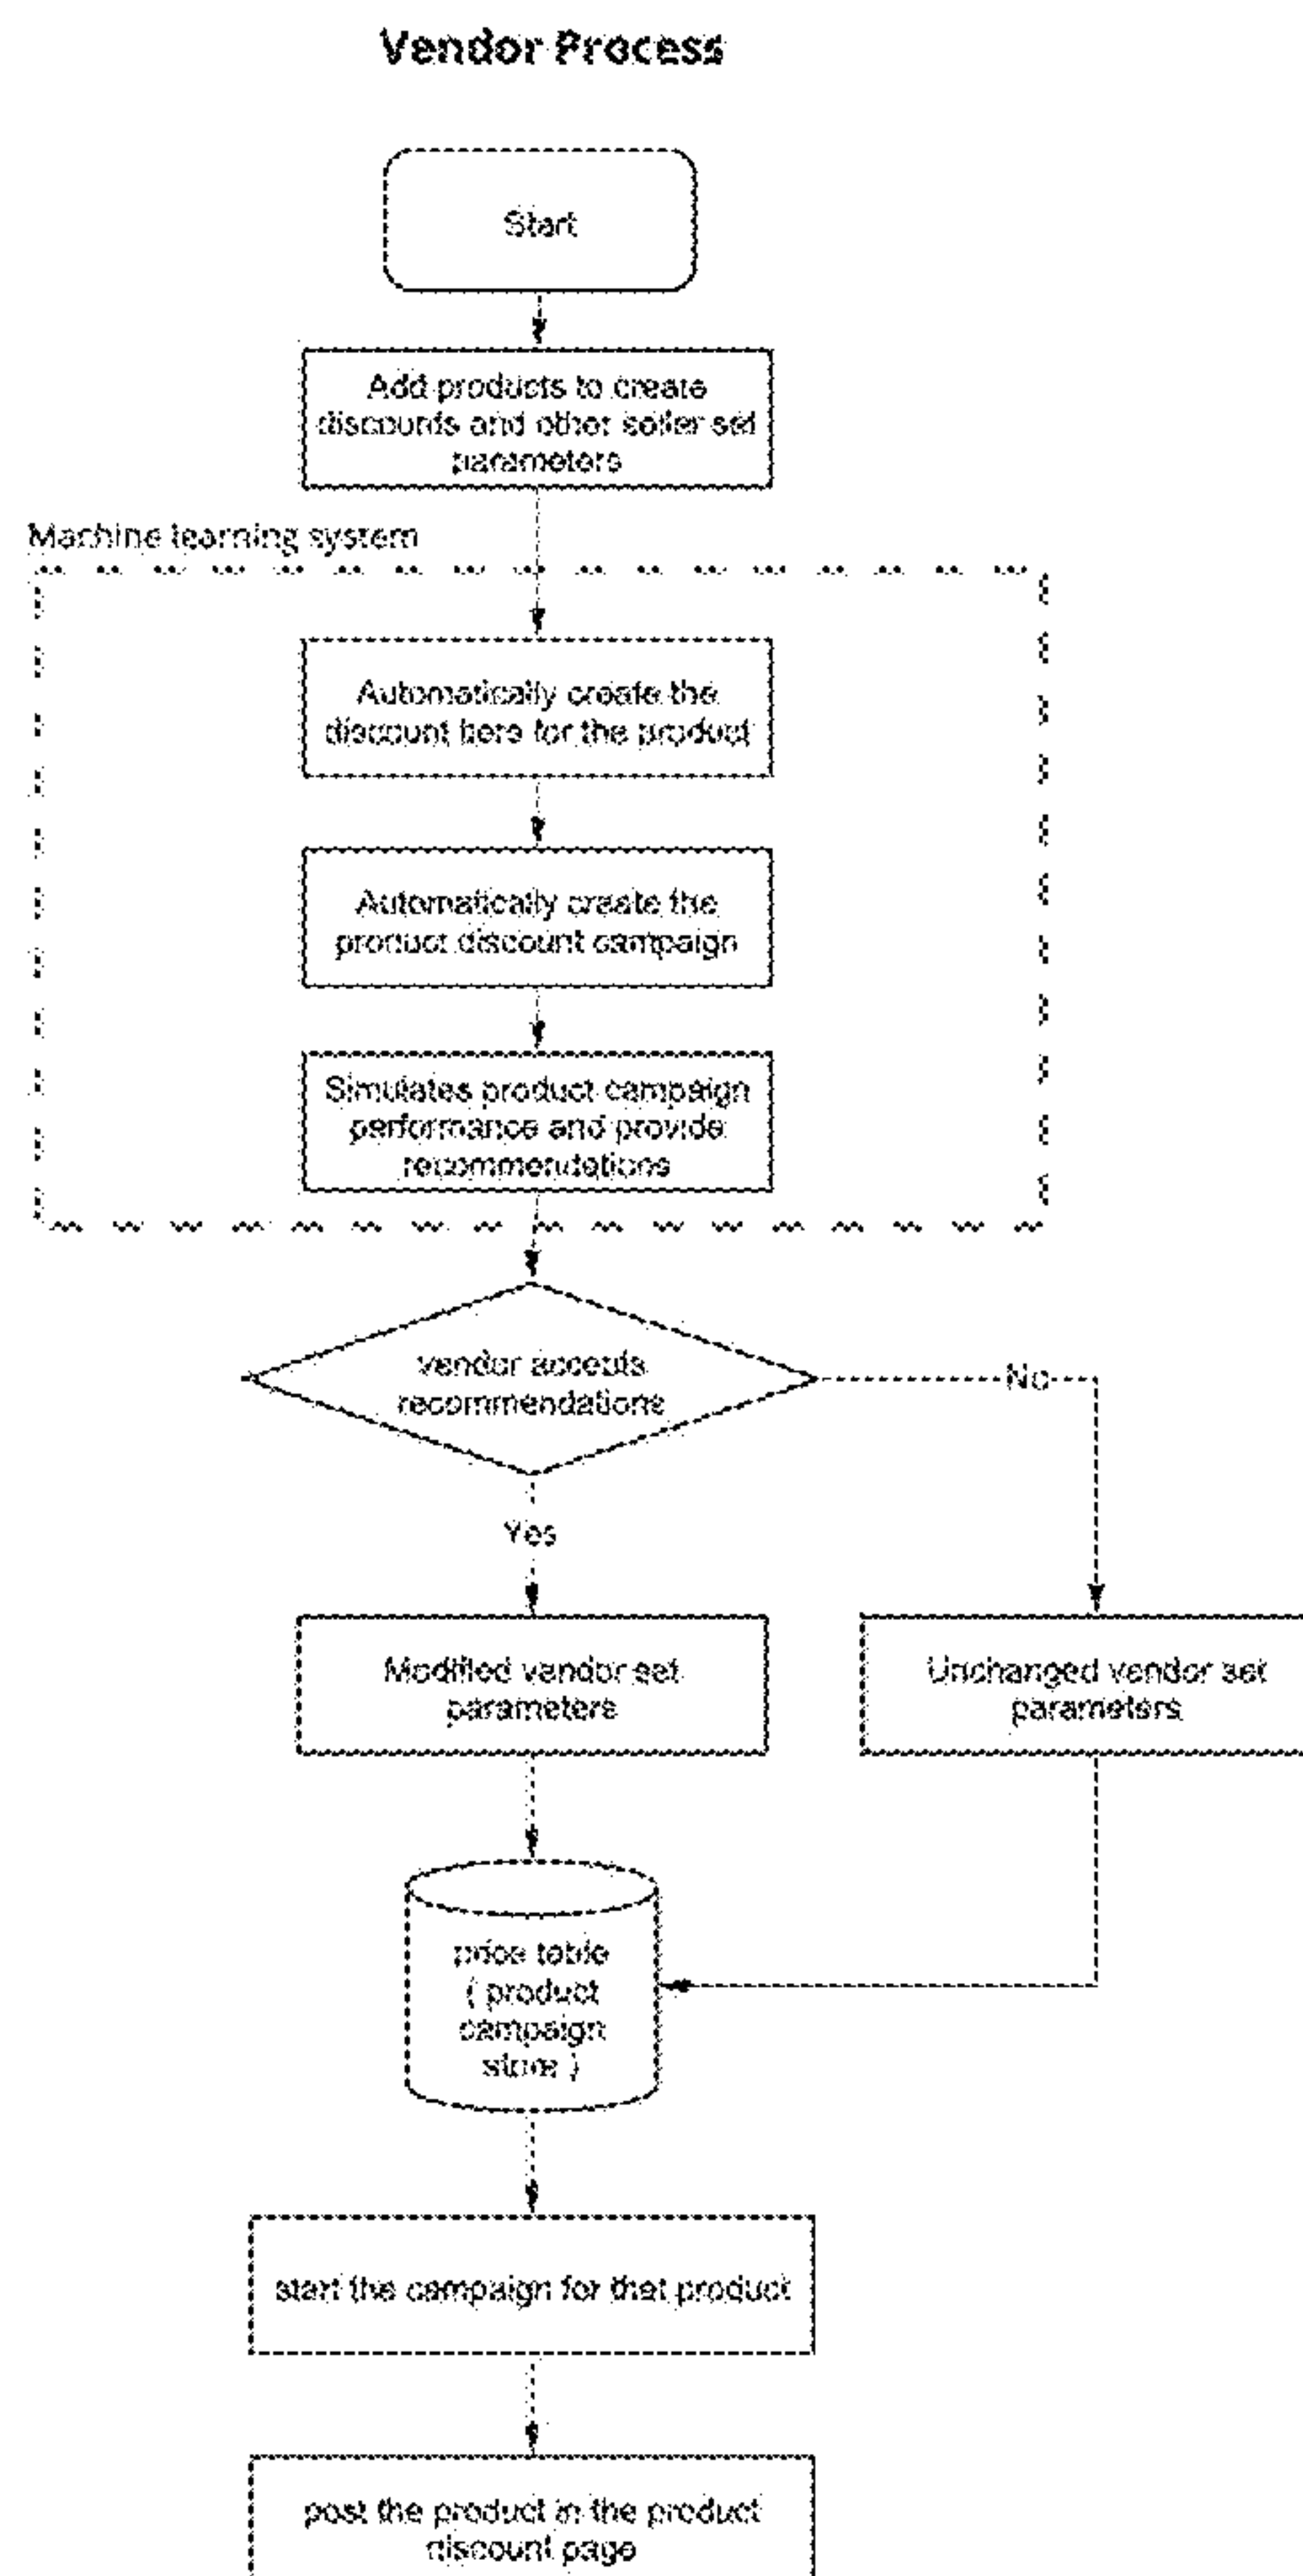 Vendor Process
Start
Add products to create
discounts and other seller set
parameters
Machine learning system
Automatically create the
discount tiers for the product
Automatically create the
product discount campaign
Simulates product campaign
performance and provide
recommendations
vendor accepts
recommendations
No
Yes
Modified vendor set
parameters
Unchanged vendor set
parameters
price table
( product
campaign
store )
start the campaign for that product
post the product in the product
discount page